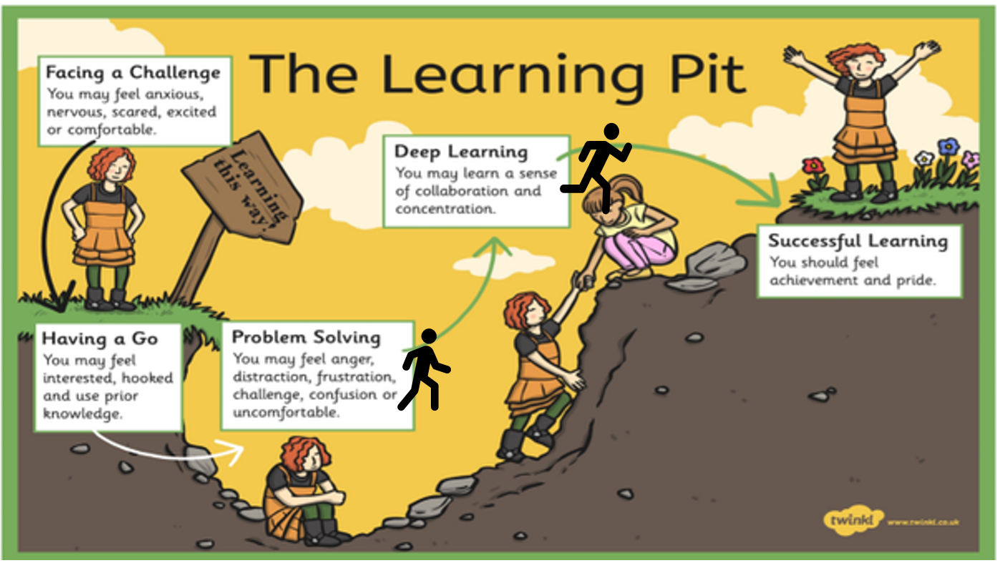 The Learning Pit
Facing a Challenge
You may feel anxious,
nervous, scared, excited
or comfortable.
Learning
this way!
Having a Go
You may feel
interested, hooked
and use prior
knowledge.
Problem Solving
You may feel anger,
distraction, frustration,
challenge, confusion or
uncomfortable.
Deep Learning
You may learn a sense
of collaboration and
concentration.
Successful Learning
You should feel
achievement and pride.
twinkl
www.twinkl.co.uk